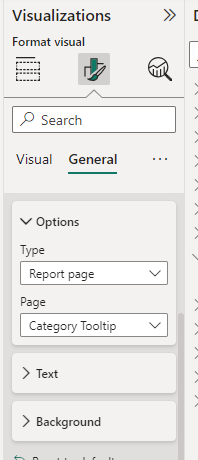 Visualizations
Format visual
Search
Visual
General
Options
Type
Report page
Page
Category Tooltip
Text
Background